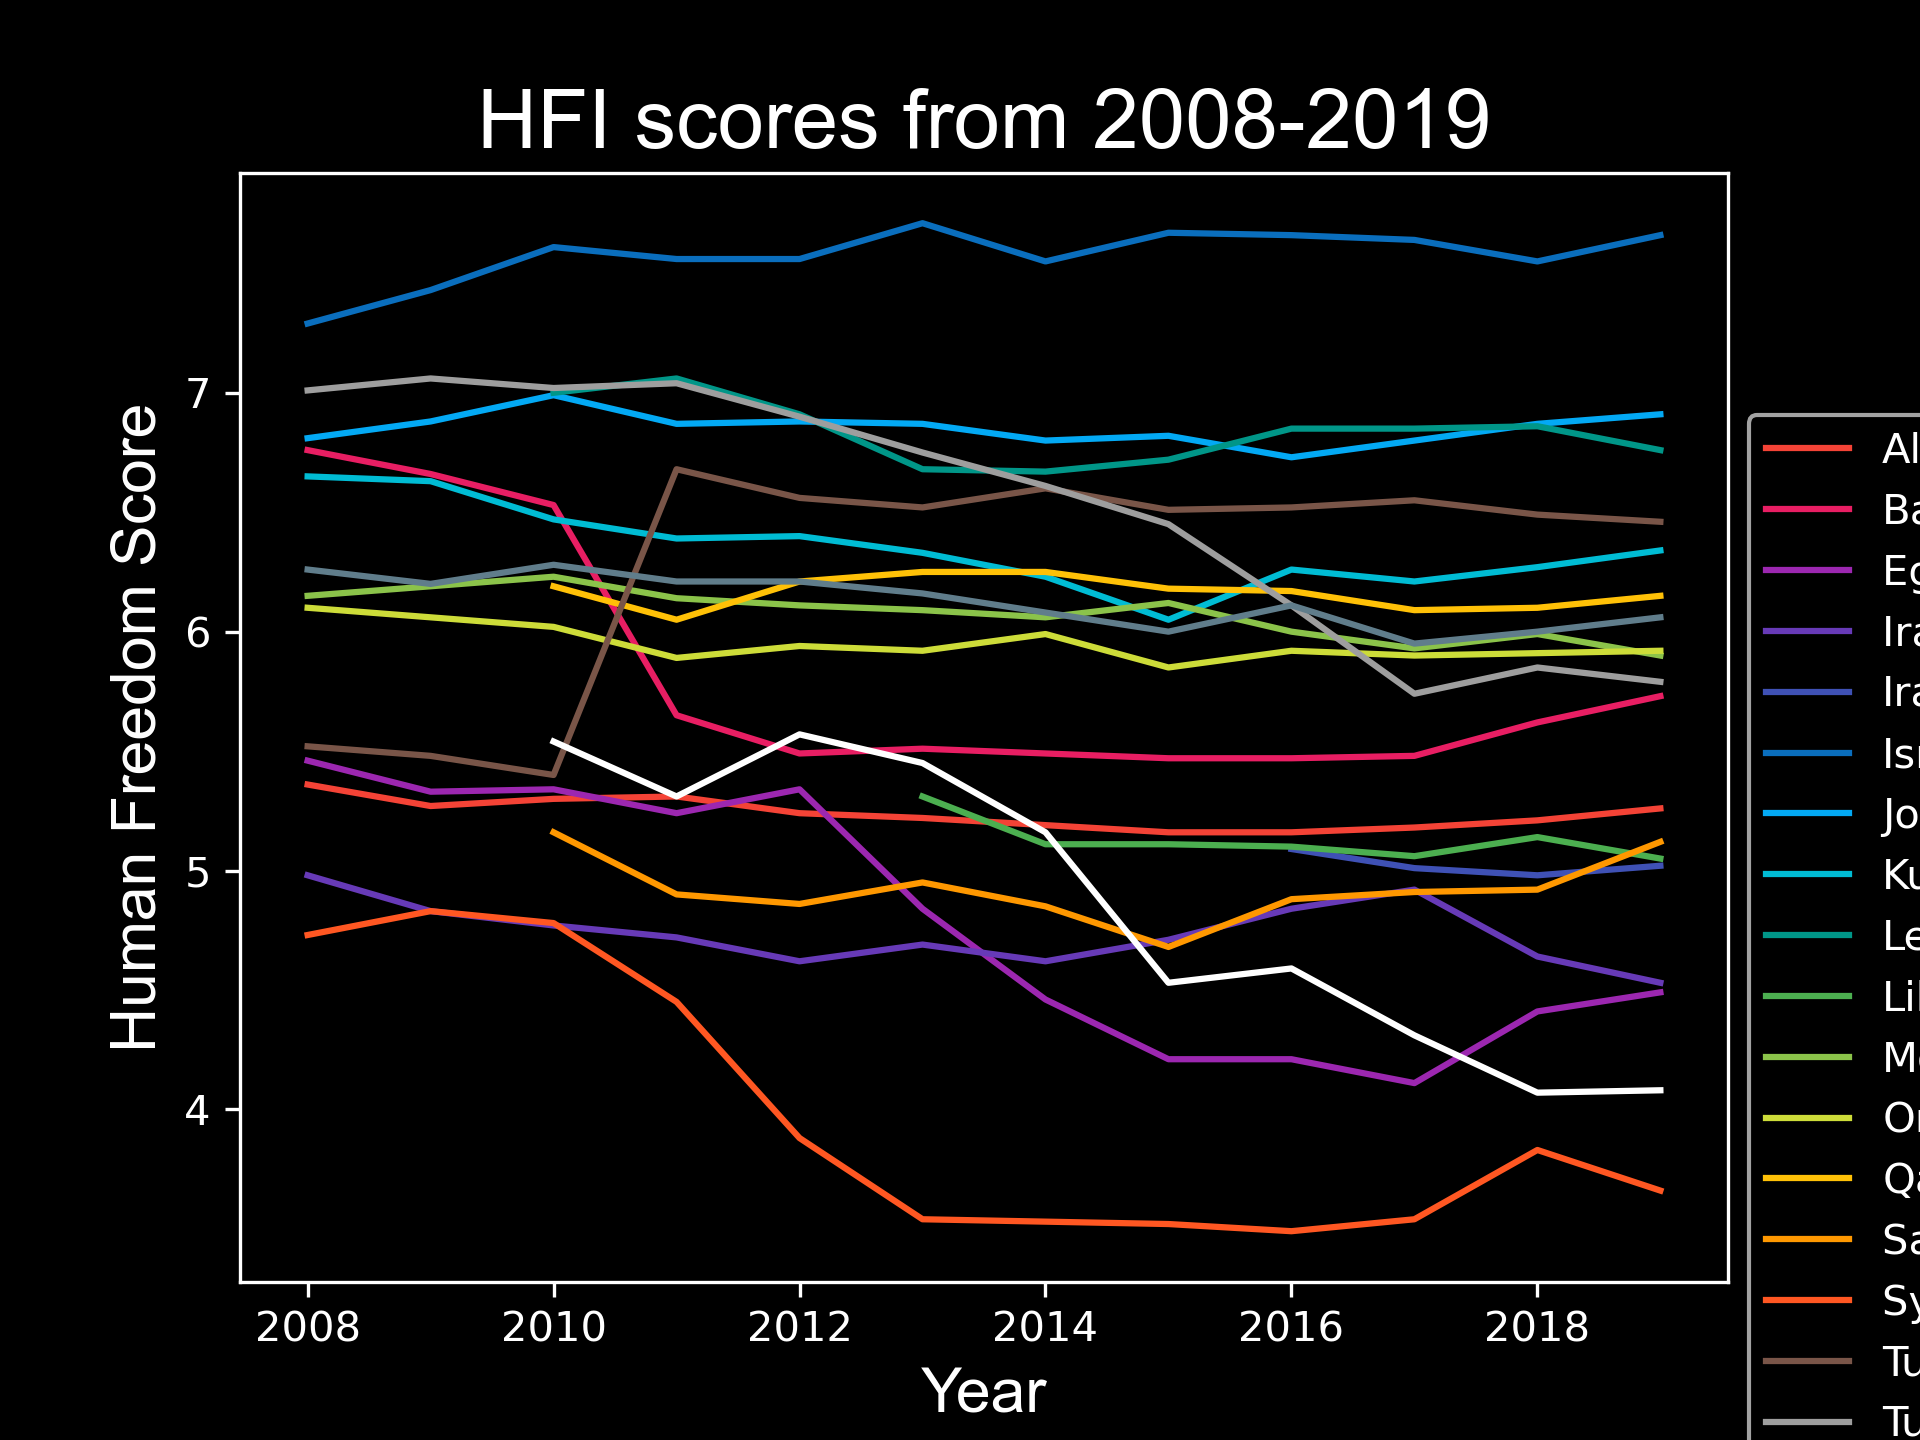 HFI scores from 2008-2019
Human Freedom Score
7
6
5
4
2008 2010 2012 2014 2016 2018
Year
Al
Ba
Eg
Ira
Ira
Isr
Jo
Ku
Le
Lil
Mo
Or
Qa
Sa
Sy
Tu
Tu